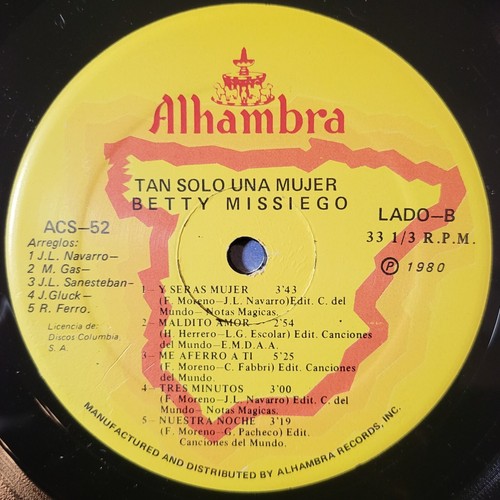 Alhambra
TAN SOLO UNA MUJER
BETTY MISSIEGO
ACS-52
LADO-B
33 1/3 R.P.M.
Ⓟ 1980
Arreglos:
1 J.L. Navarro-
2 M. Gas-
3 J.L. Sanesteban-
4 J.Gluck-
5 R. Ferro.
Licencia de:
Discos Columbia,
S. A.
1-Y SERAS MUJER 3'43
(F. Moreno-J.L. Navarro)Edit. C. del
Mundo-Notas Magicas.
2-MALDITO AMOR 2'54
(H. Herrero-L.G. Escolar) Edit. Canciones
del Mundo-E.M.D.A.A.
3-ME AFERRO A TI 5'25
(F. Moreno-C. Fabbri) Edit. Canciones
del Mundo.
4-TRES MINUTOS 3'00
(F. Moreno-J.L. Navarro) Edit. C. del
Mundo-Notas Magicas.
5-NUESTRA NOCHE 3'19
(F. Moreno-G. Pacheco) Edit.
Canciones del Mundo.
MANUFACTURED AND DISTRIBUTED BY ALHAMBRA RECORDS, INC.